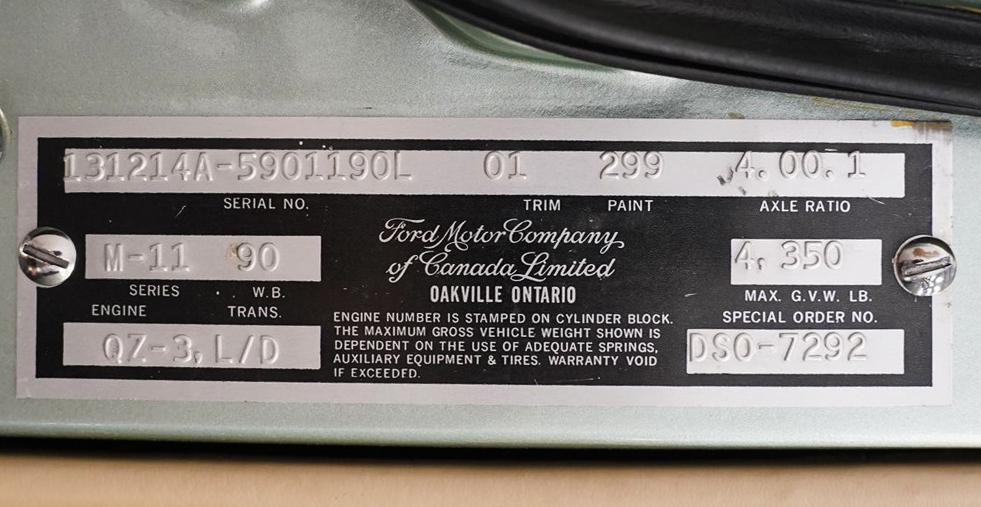 131214A-5901190L 01 299 4.00.1
SERIAL NO. TRIM PAINT AXLE RATIO
Ford Motor Company
of Canada Limited
OAKVILLE ONTARIO
M-11 90
SERIES W.B.
4,350
MAX. G.V.W. LB.
ENGINE TRANS.
QZ-3, L/D
ENGINE NUMBER IS STAMPED ON CYLINDER BLOCK.
THE MAXIMUM GROSS VEHICLE WEIGHT SHOWN IS
DEPENDENT ON THE USE OF ADEQUATE SPRINGS,
AUXILIARY EQUIPMENT & TIRES. WARRANTY VOID
IF EXCEEDED.
SPECIAL ORDER NO.
DSO-7292